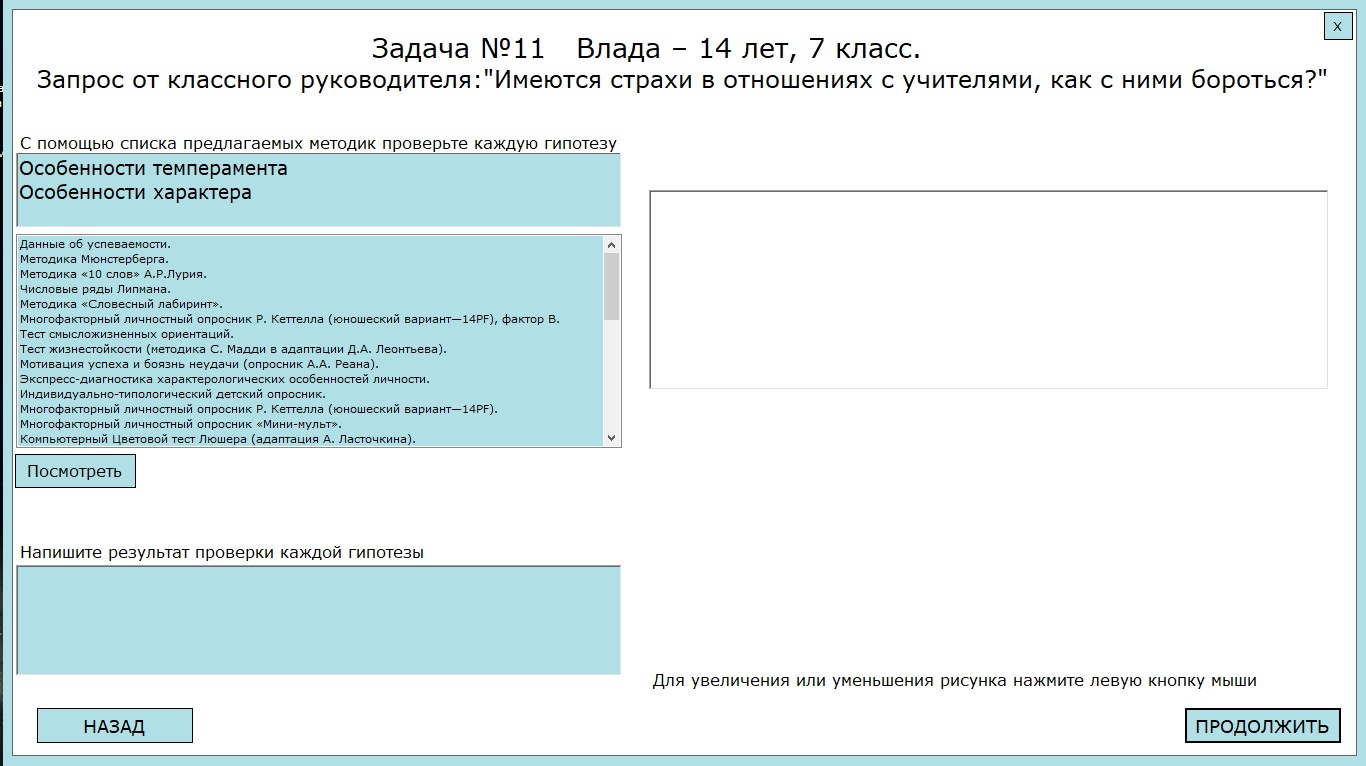 X
Задача №11 Влада – 14 лет, 7 класс.
Запрос от классного руководителя:"Имеются страхи в отношениях с учителями, как с ними бороться?"
С помощью списка предлагаемых методик проверьте каждую гипотезу
Особенности темперамента
Особенности характера
Данные об успеваемости.
Методика Мюнстерберга.
Методика «10 слов» А.Р.Лурия.
Числовые ряды Липмана.
Методика «Словесный лабиринт».
Многофакторный личностный опросник Р. Кеттелла (юношеский вариант—14PF), фактор В.
Тест смысложизненных ориентаций.
Тест жизнестойкости (методика С. Мадди в адаптации Д.А. Леонтьева).
Мотивация успеха и боязнь неудачи (опросник А.А. Реана).
Экспресс-диагностика характерологических особенностей личности.
Индивидуально-типологический детский опросник.
Многофакторный личностный опросник Р. Кеттелла (юношеский вариант—14PF).
Многофакторный личностный опросник «Мини-мульт».
Компьютерный Цветовой тест Люшера (адаптация А. Ласточкина).
Посмотреть
Напишите результат проверки каждой гипотезы
Для увеличения или уменьшения рисунка нажмите левую кнопку мыши
НАЗАД
ПРОДОЛЖИТЬ